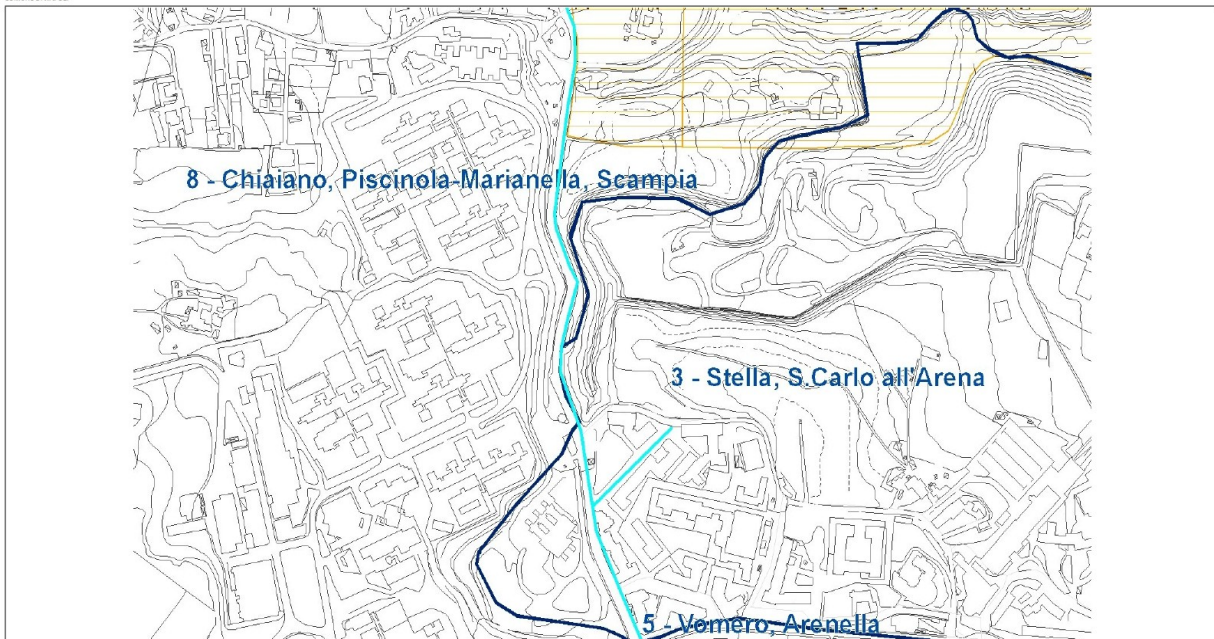 8 - Chiaiano, Piscinola-Marianella, Scampia
3 - Stella, S.Carlo all'Arena
5 - Vomero, Arenella